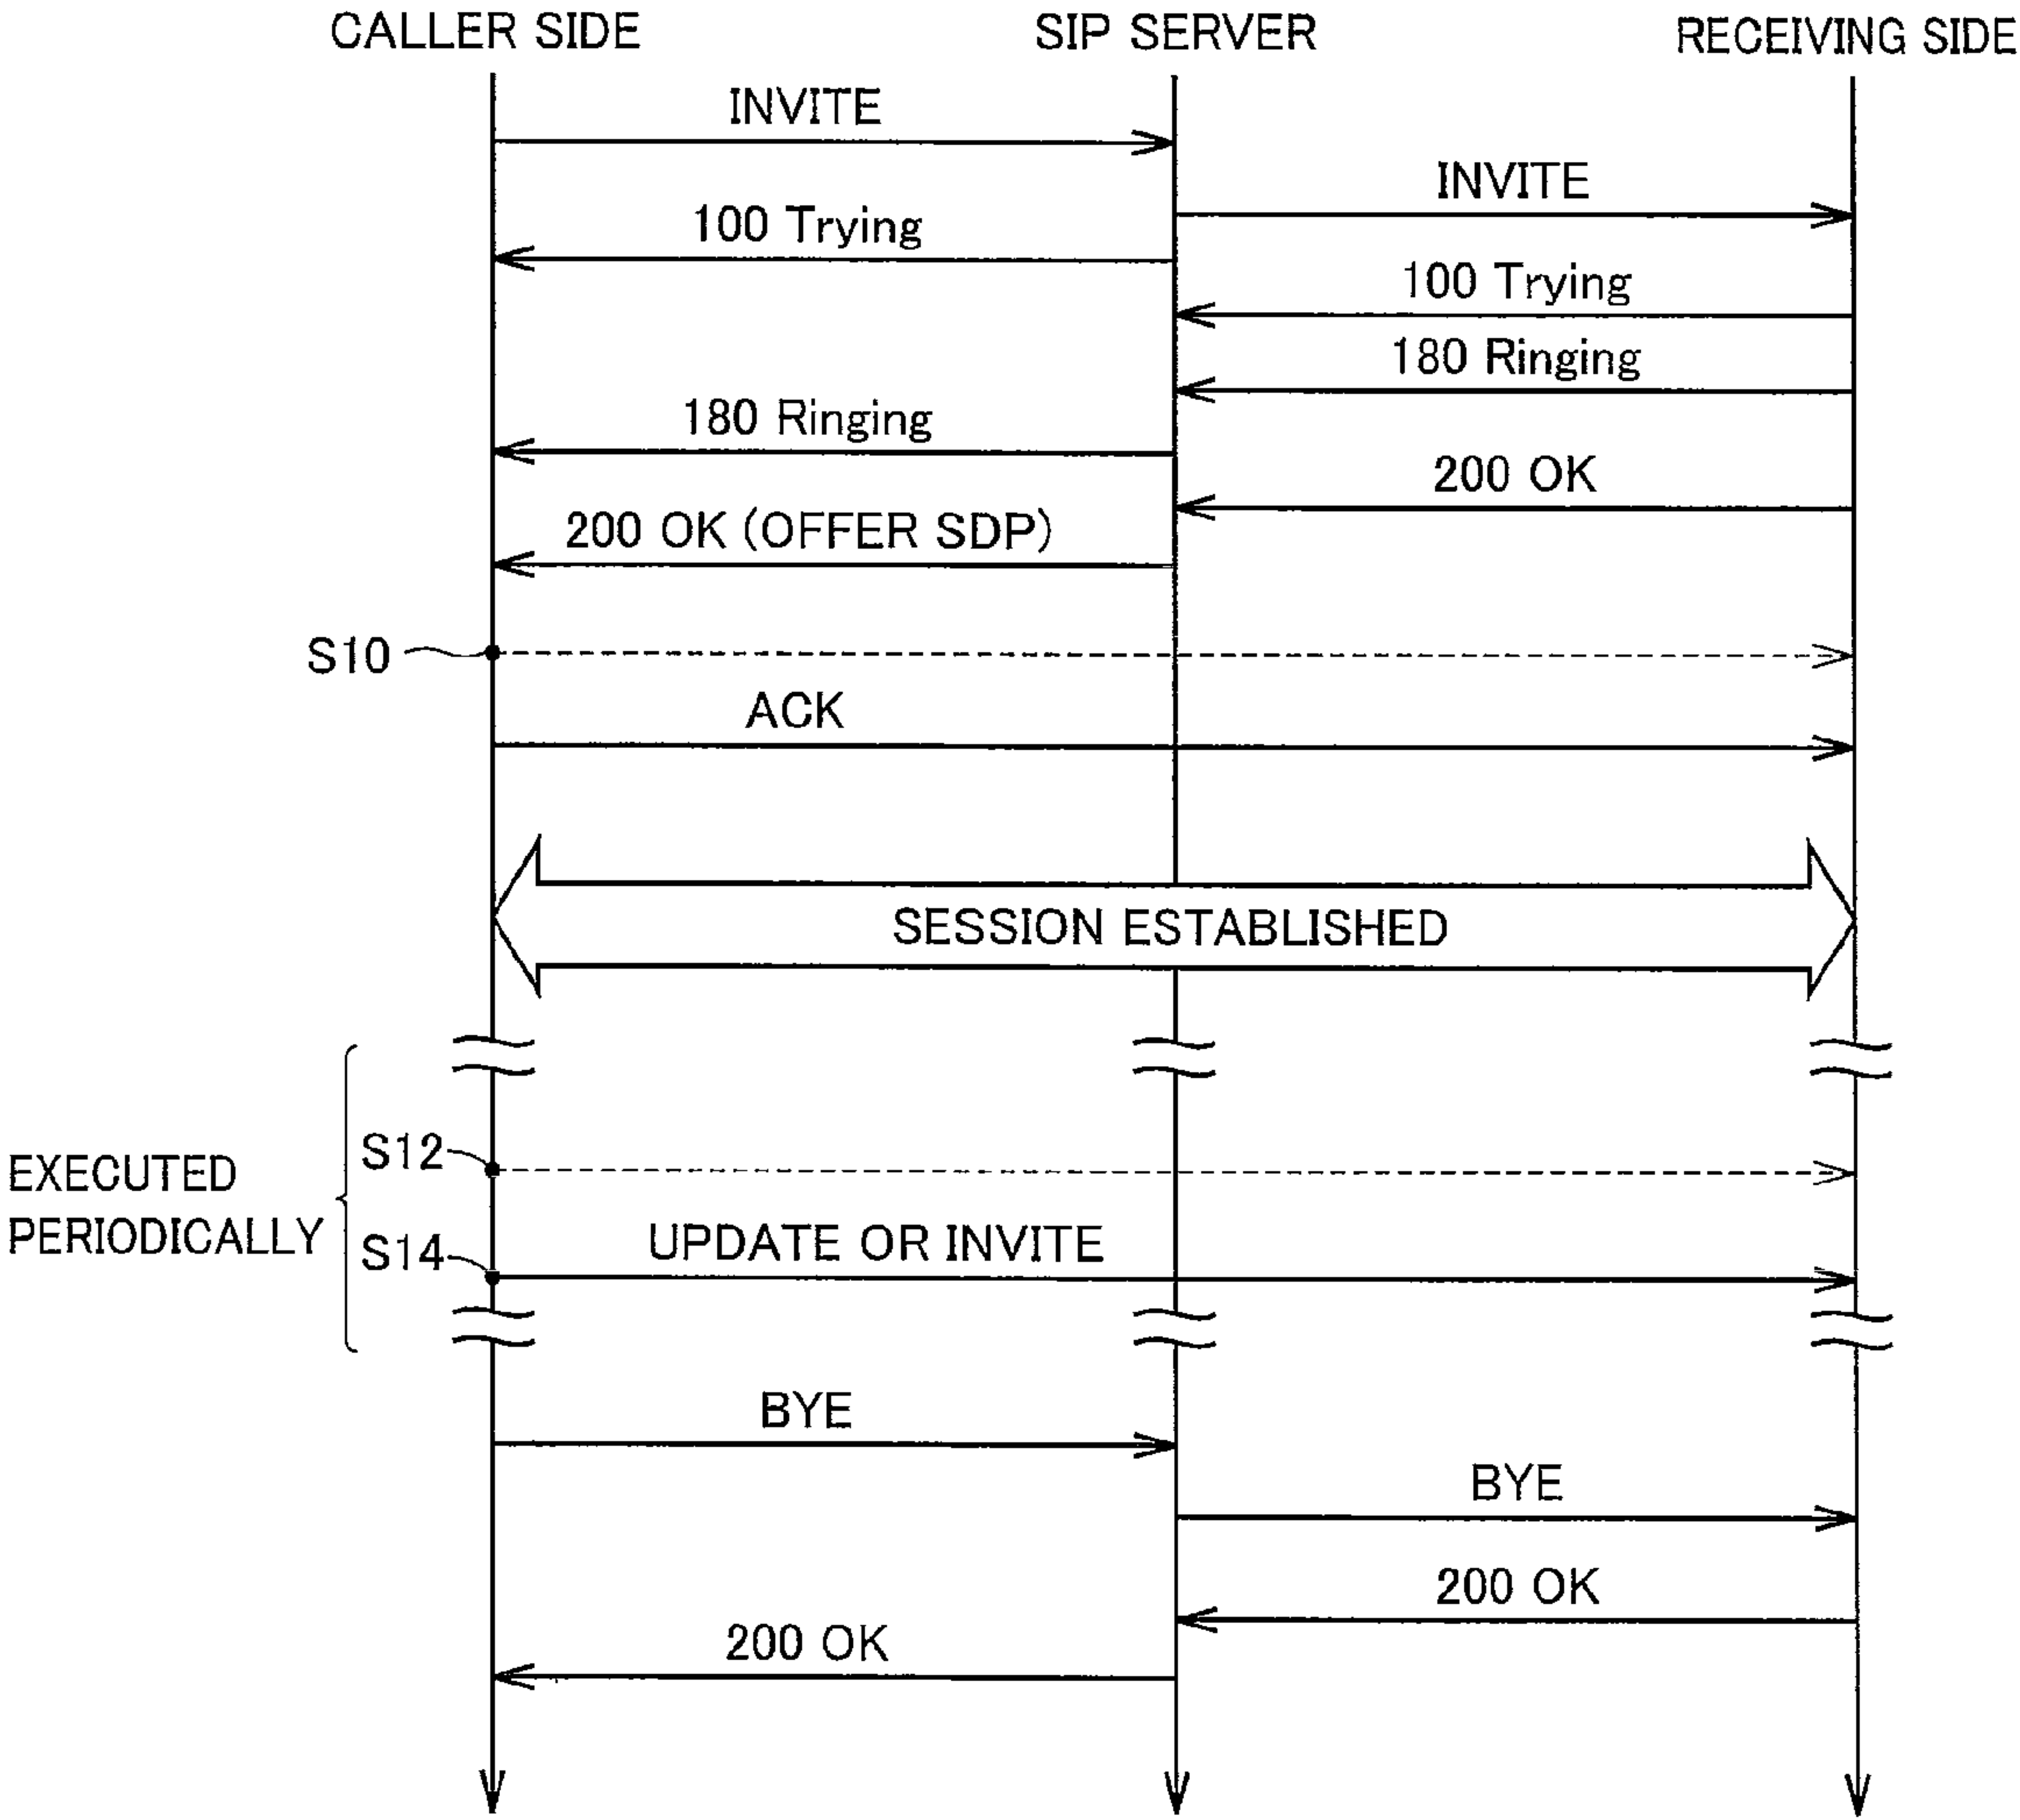 CALLER SIDE
SIP SERVER
RECEIVING SIDE
INVITE
INVITE
100 Trying
100 Trying
180 Ringing
180 Ringing
200 OK
200 OK (OFFER SDP)
S10
ACK
SESSION ESTABLISHED
S12
EXECUTED
PERIODICALLY
S14
UPDATE OR INVITE
BYE
BYE
200 OK
200 OK